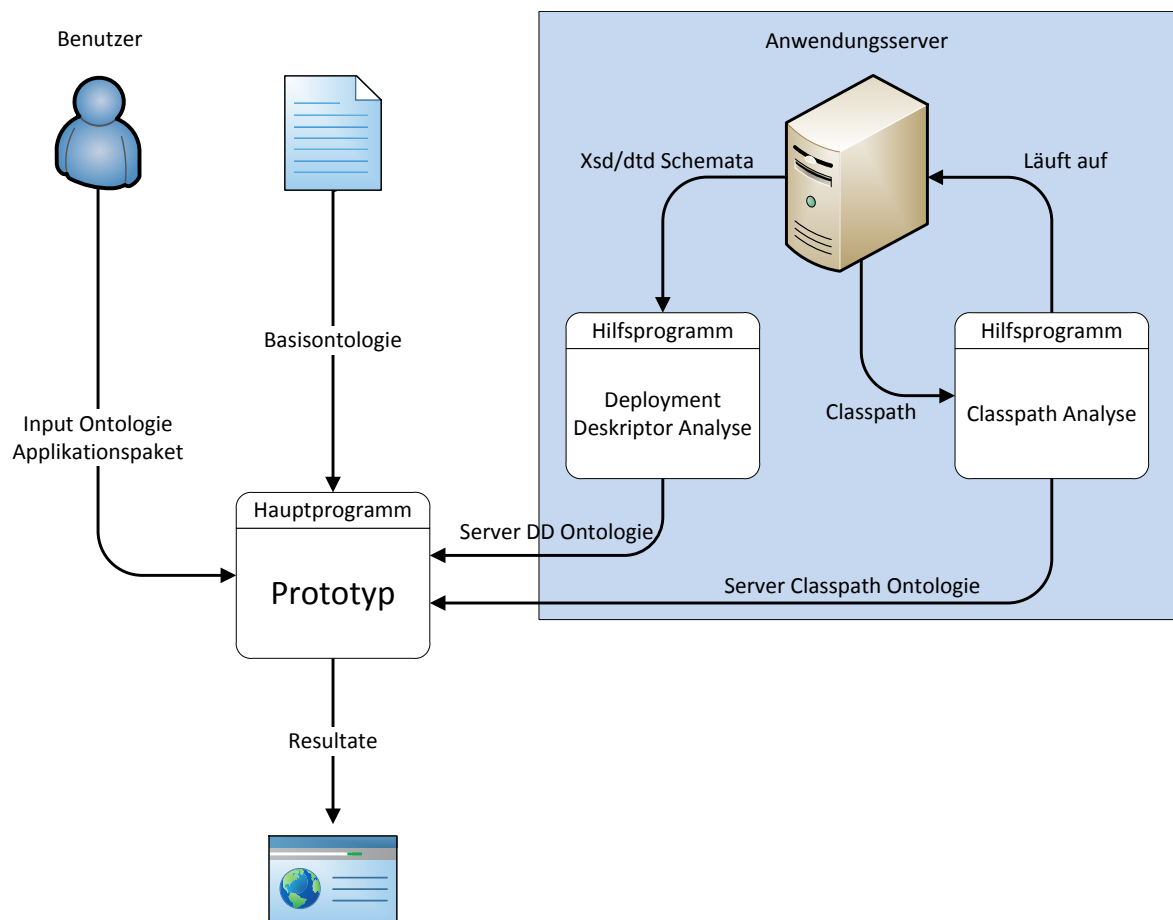 Benutzer
Anwendungsserver
Xsd/dtd Schemata
Läuft auf
Basisontologie
Hilfsprogramm
Deployment
Deskriptor Analyse
Classpath
Hilfsprogramm
Classpath Analyse
Input Ontologie
Applikationspaket
Hauptprogramm
Prototyp
Server DD Ontologie
Server Classpath Ontologie
Resultate